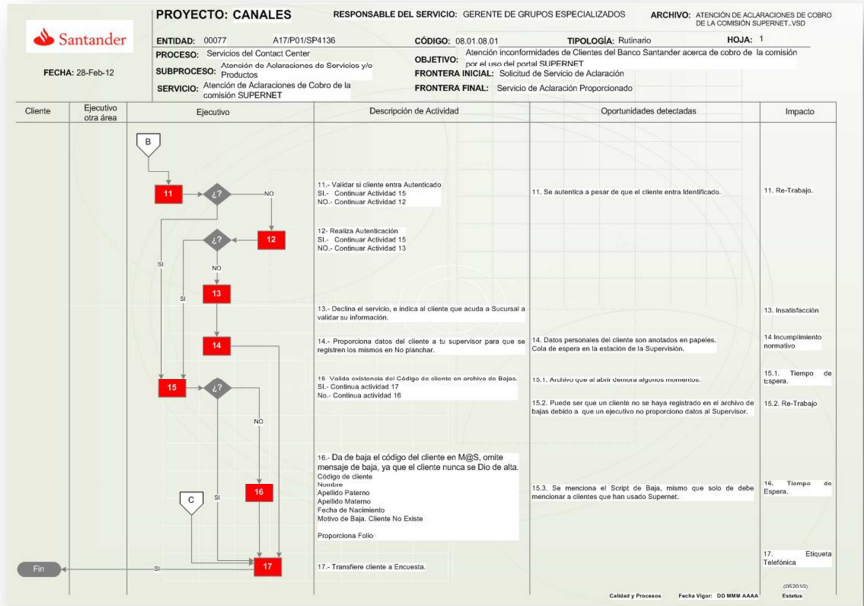 Santander
FECHA: 28-Feb-12
PROYECTO: CANALES
RESPONSABLE DEL SERVICIO: GERENTE DE GRUPOS ESPECIALIZADOS
ARCHIVO: ATENCIÓN DE ACLARACIONES DE COBRO
DE LA COMISIÓN SUPERNET..VSD
ENTIDAD: 00077 A17/P01/SP4136
CÓDIGO: 08.01.08.01
TIPOLOGÍA: Rutinario
HOJA: 1
PROCESO: Servicios del Contact Center
SUBPROCESO: Atención de Aclaraciones de Servicios y/o
Productos
SERVICIO: Atención de Aclaraciones de Cobro de la
comisión SUPERNET
OBJETIVO: Atención inconformidades de Clientes del Banco Santander acerca de cobro de la comisión
por el uso del portal SUPERNET
FRONTERA INICIAL: Solicitud de Servicio de Aclaración
FRONTERA FINAL: Servicio de Aclaración Proporcionado
Cliente
Ejecutivo
otra área
Ejecutivo
Descripción de Actividad
Oportunidades detectadas
Impacto
B
11
¿?
NO
11.- Validar si cliente entra Autenticado
SI.- Continuar Actividad 15
NO.- Continuar Actividad 12
11. Se autentica a pesar de que el cliente entra Identificado.
11. Re-Trabajo.
¿?
12
12- Realiza Autenticación
SI.- Continuar Actividad 15
NO.- Continuar Actividad 13
SI
NO
SI
13
13.- Declina el servicio, e indica al cliente que acuda a Sucursal a
validar su información.
13. Insatisfacción
14
14.- Proporciona datos del cliente a tu supervisor para que se
registren los mismos en No planchar.
14. Datos personales del cliente son anotados en papeles.
Cola de espera en la estación de la Supervisión.
14 Incumplimiento
normativo
15
¿?
15 Valida existencia del Código de cliente en archivo de Bajas.
SI.- Continua actividad 17
No.- Continua actividad 16
15.1. Archivo que al abrir demora algunos momentos.
15.1. Tiempo de
Espera.
15.2. Puede ser que un cliente no se haya registrado en el archivo de
bajas debido a que un ejecutivo no proporciono datos al Supervisor.
15.2. Re-Trabajo
NO
16.- Da de baja el código del cliente en M@S, omite
mensaje de baja, ya que el cliente nunca se Dio de alta.
Código de cliente
Nombre
Apellido Paterno
Apellido Materno
Fecha de Nacimiento
Motivo de Baja. Cliente No Existe
Proporciona Folio
C
SI
16
15.3. Se menciona el Script de Baja, mismo que solo de debe
mencionar a clientes que han usado Supernet.
16. Tiempo de
Espera.
Fin
SI
17
17.- Transfiere cliente a Encuesta.
17. Etiqueta
Telefónica
(052010)
Calidad y Procesos Fecha Vigor: DD MMM AAAA Estatus